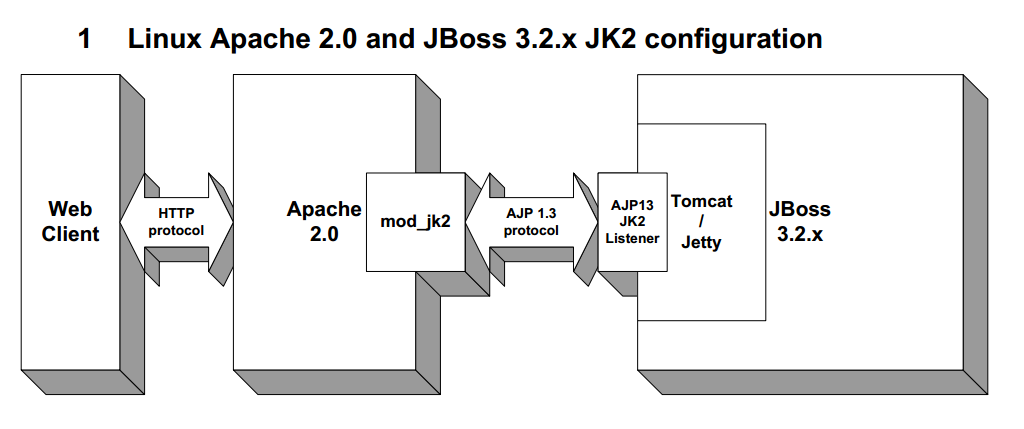 1 Linux Apache 2.0 and JBoss 3.2.x JK2 configuration
Web
Client
HTTP
protocol
Apache
2.0
mod_jk2
AJP 1.3
protocol
AJP13
JK2
Listener
Tomcat
/
Jetty
JBoss
3.2.x